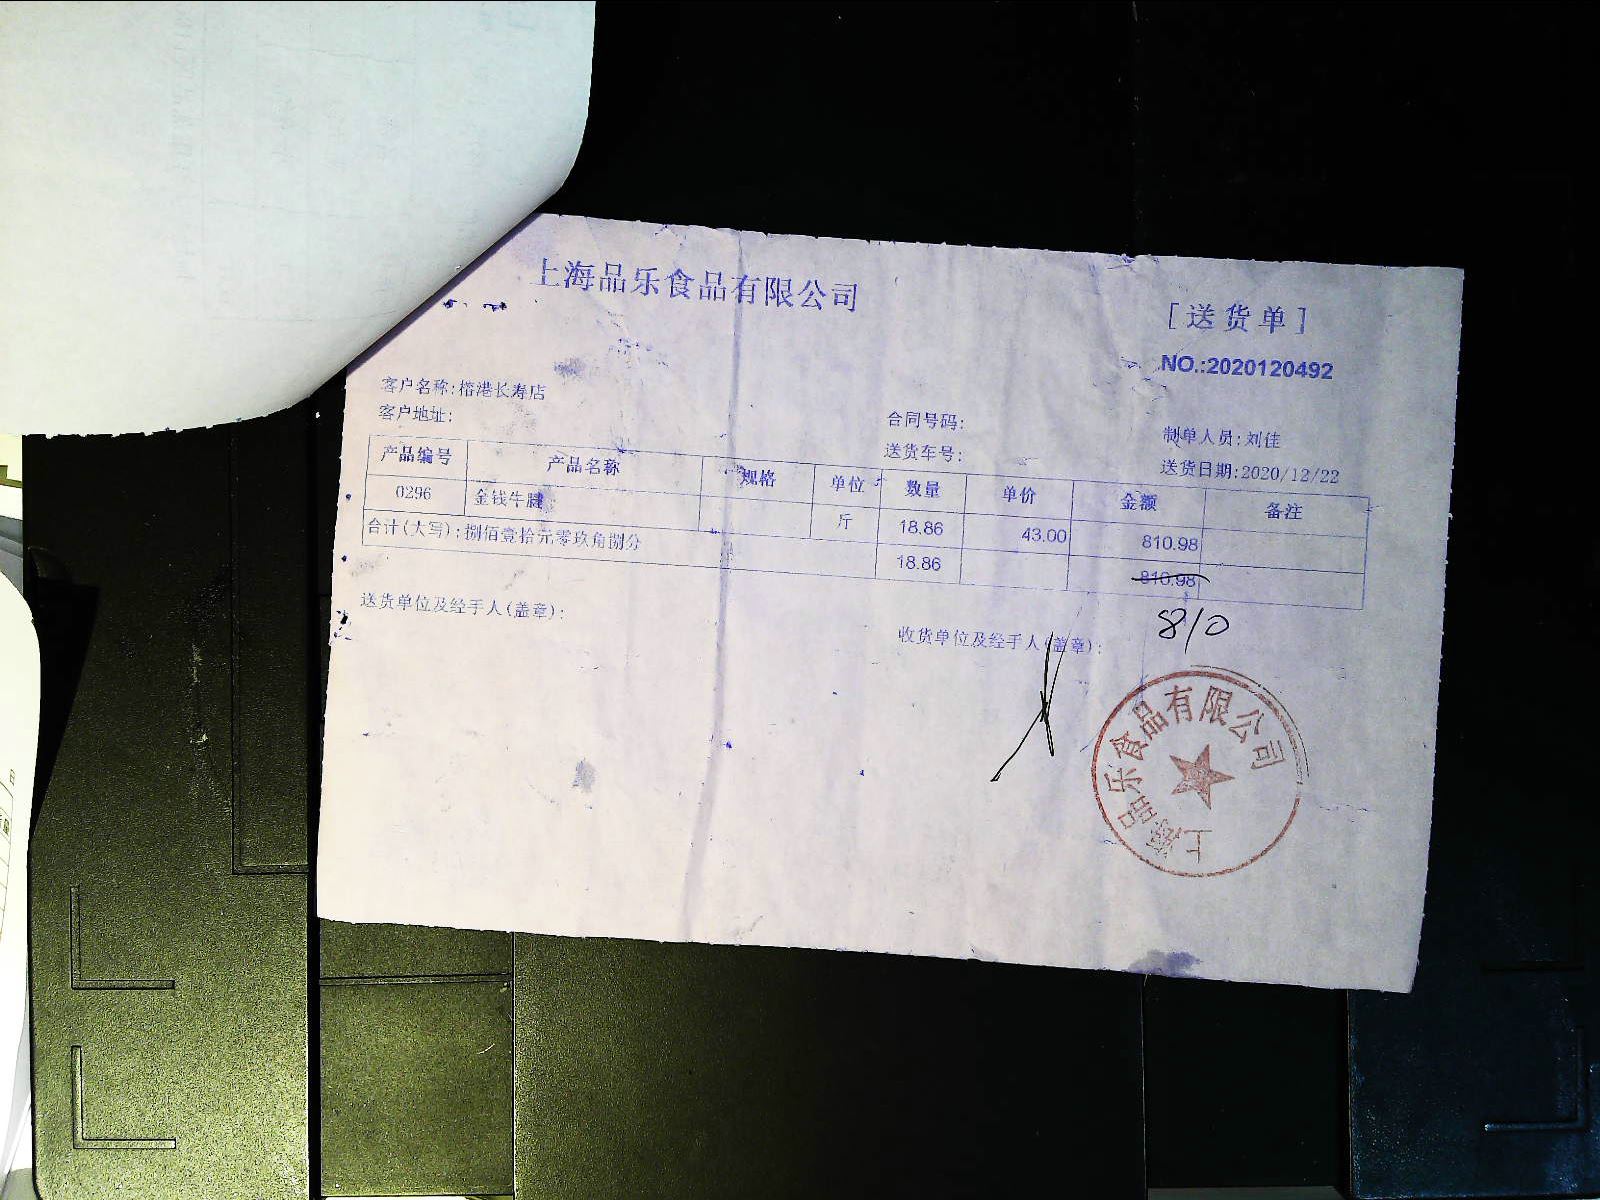 上海品乐食品有限公司
[送货单]
NO.:2020120492
客户名称:榕港长寿店
客户地址:
合同号码:
制单人员:刘佳
送货车号:
送货日期:2020/12/22
产品编号 产品名称 规格 单位 数量 单价 金额 备注
0296 金钱牛腱 斤 18.86 43.00 810.98
合计(大写):捌佰壹拾元零玖角捌分 18.86 810.98
810
送货单位及经手人(盖章):
收货单位及经手人(盖章):
上海品乐食品有限公司